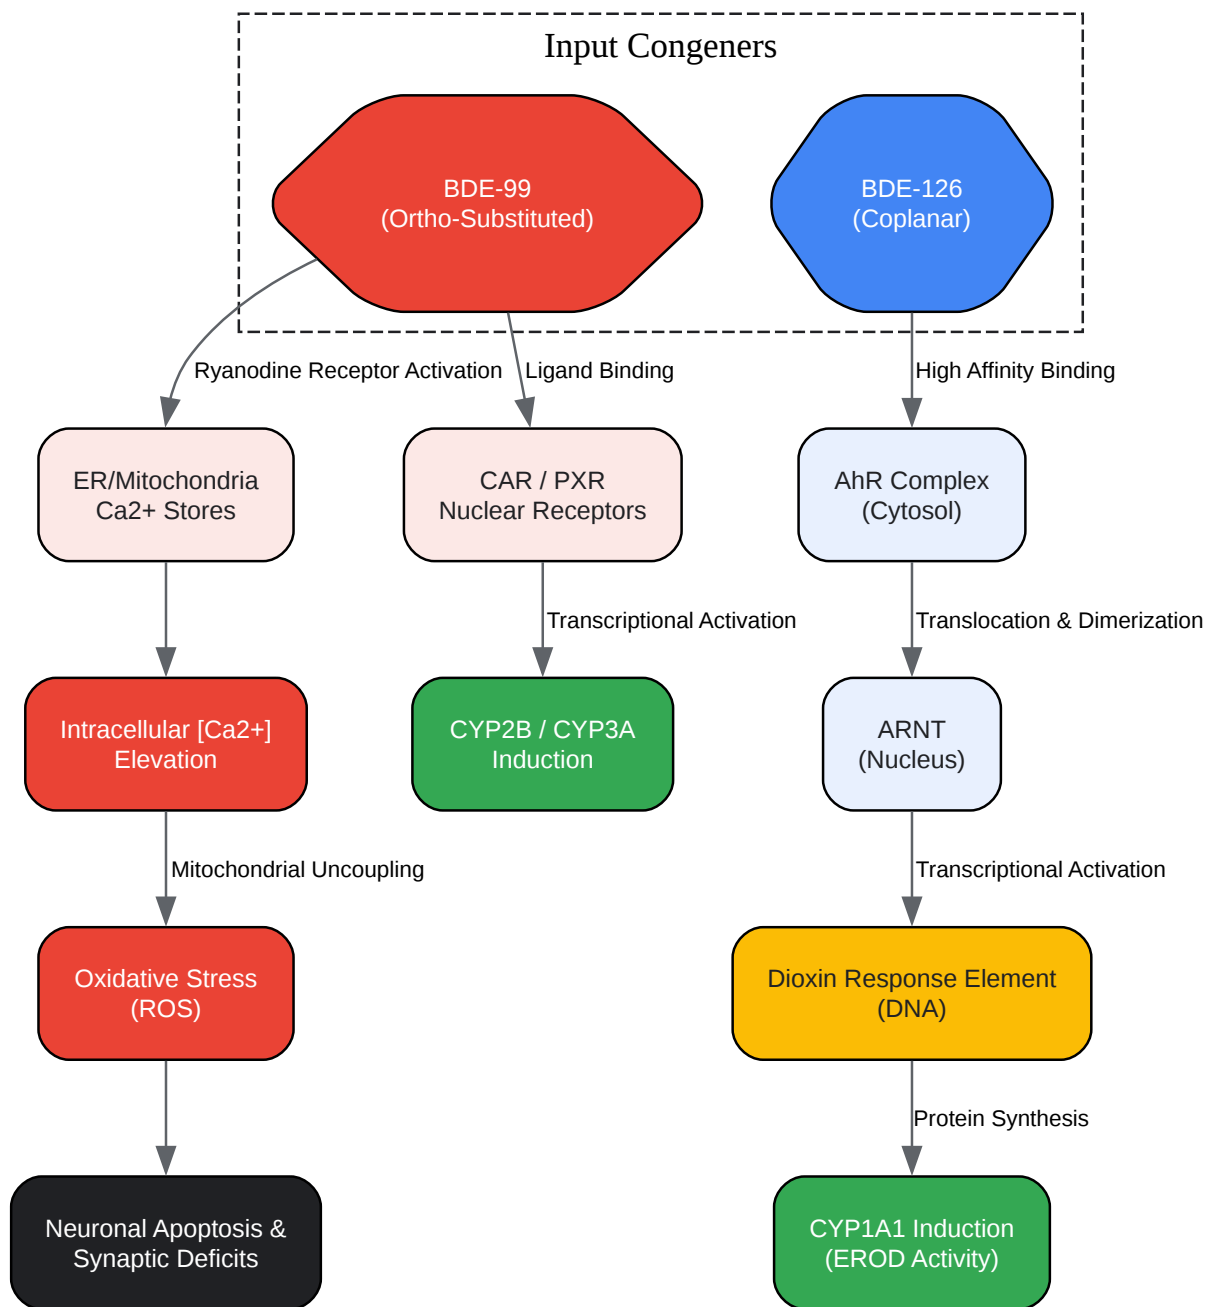 Input Congeners
BDE-99
(Ortho-Substituted)
BDE-126
(Coplanar)
Ryanodine Receptor Activation
Ligand Binding
High Affinity Binding
ER/Mitochondria
Ca2+ Stores
CAR / PXR
Nuclear Receptors
AhR Complex
(Cytosol)
Transcriptional Activation
Translocation & Dimerization
Intracellular [Ca2+]
Elevation
CYP2B / CYP3A
Induction
ARNT
(Nucleus)
Mitochondrial Uncoupling
Transcriptional Activation
Oxidative Stress
(ROS)
Dioxin Response Element
(DNA)
Protein Synthesis
Neuronal Apoptosis &
Synaptic Deficits
CYP1A1 Induction
(EROD Activity)